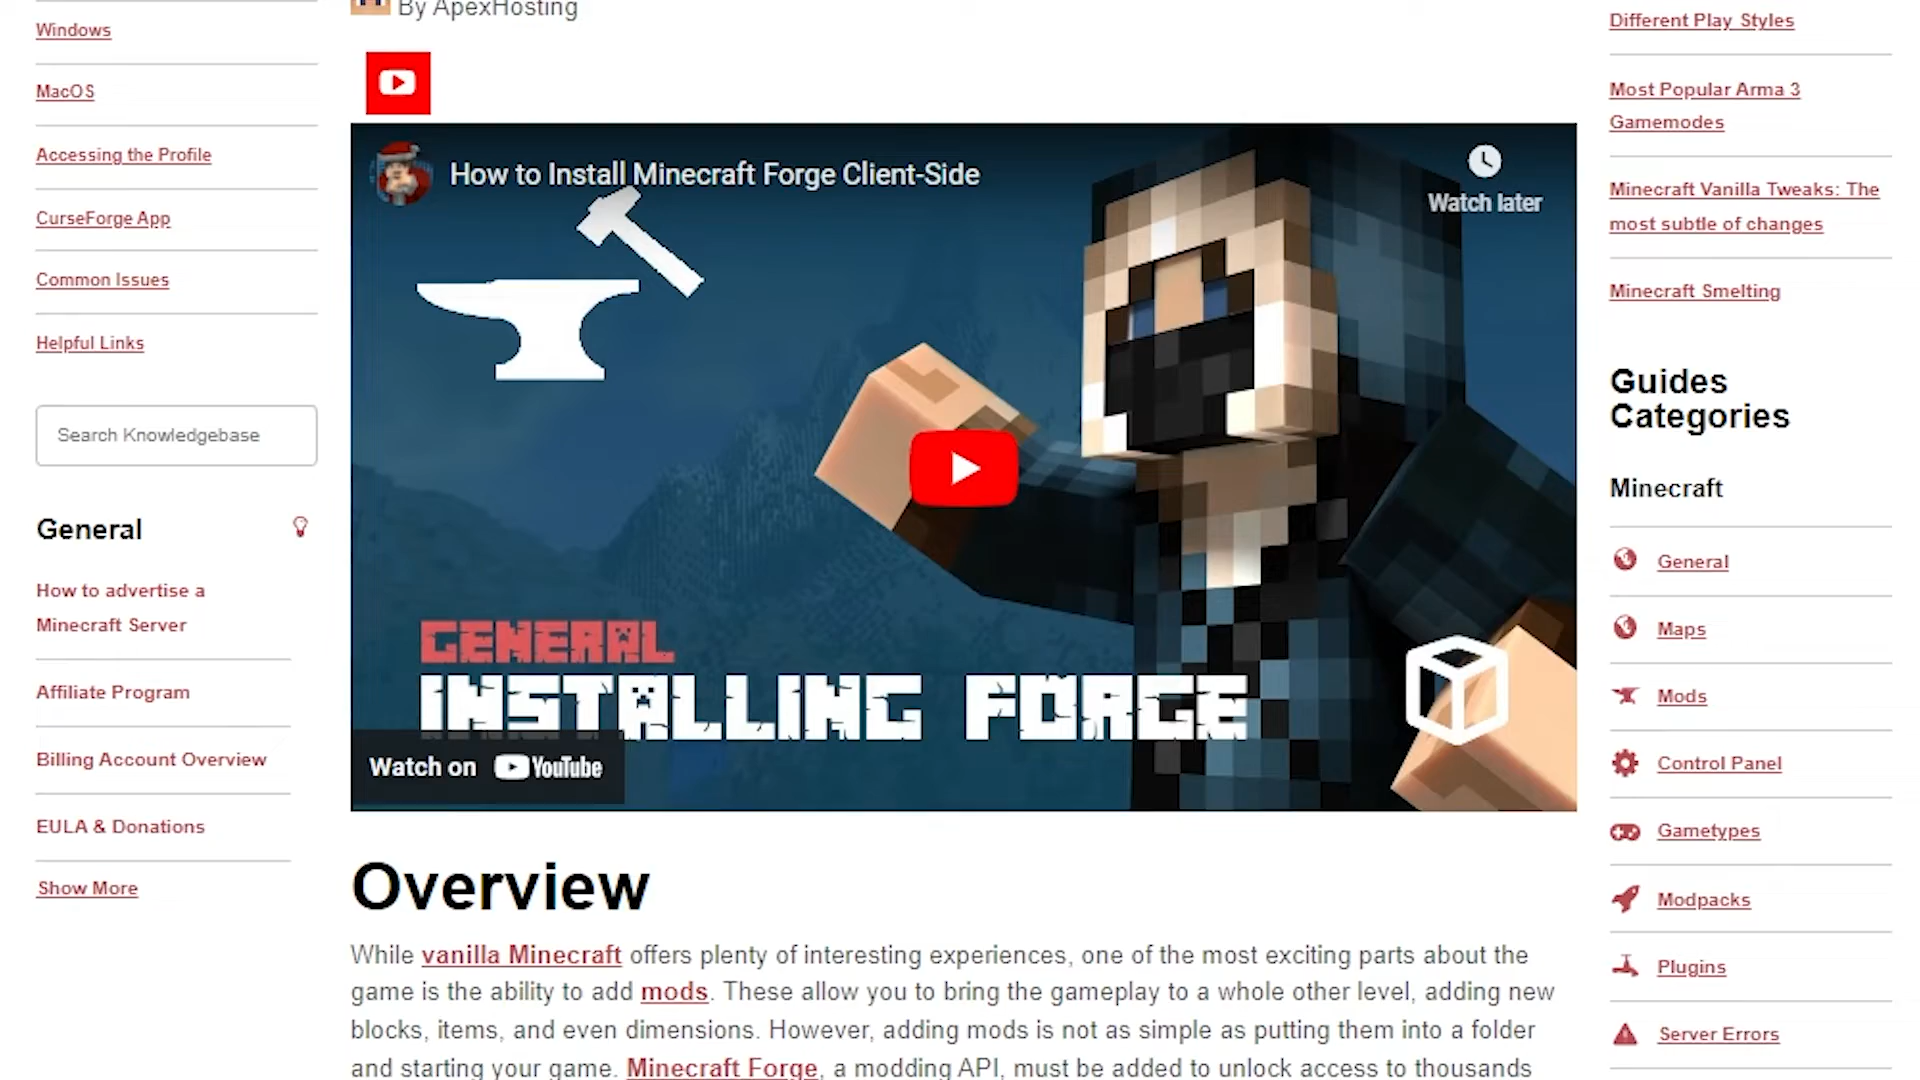 By ApexHosting
Windows
MacOS
Accessing the Profile
CurseForge App
Common Issues
Helpful Links
Search Knowledgebase
General
How to advertise a
Minecraft Server
Affiliate Program
Billing Account Overview
EULA & Donations
Show More
How to Install Minecraft Forge Client-Side
Watch later
GENERAL
INSTALLING FORGE
Watch on YouTube
Overview
While vanilla Minecraft offers plenty of interesting experiences, one of the most exciting parts about the
game is the ability to add mods. These allow you to bring the gameplay to a whole other level, adding new
blocks, items, and even dimensions. However, adding mods is not as simple as putting them into a folder
and starting your game. Minecraft Forge, a modding API, must be added to unlock access to thousands
Different Play Styles
Most Popular Arma 3
Gamemodes
Minecraft Vanilla Tweaks: The
most subtle of changes
Minecraft Smelting
Guides
Categories
Minecraft
General
Maps
Mods
Control Panel
Gametypes
Modpacks
Plugins
Server Errors